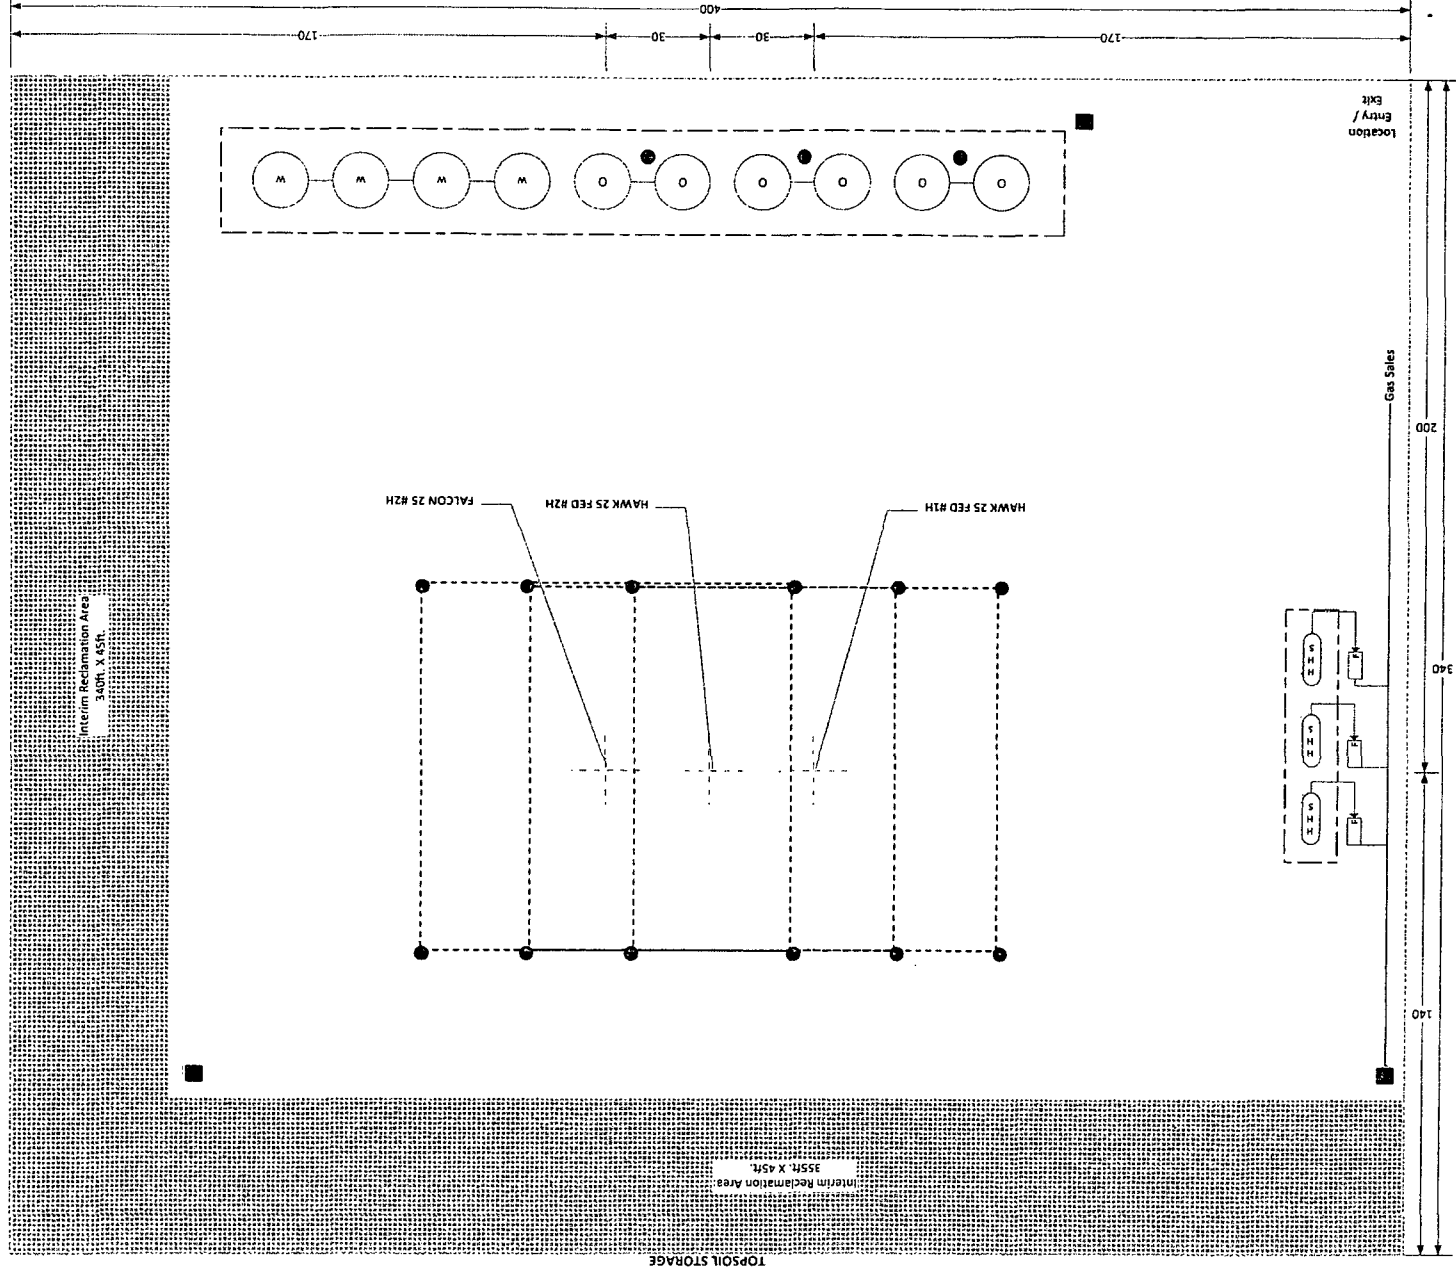 TOPSOIL STORAGE
Interim Reclamation Area
355ft. X 45ft.
140
340
200
H H S
H H S
H H S
F
F
F
Gas Sales
Interim Reclamation Area
340ft. X 45ft.
HAWK 25 FED #1H
HAWK 25 FED #2H
FALCON 25 #2H
O
O
O
O
O
O
W
W
W
W
Location
Entry /
Exit
170
30
30
170
400